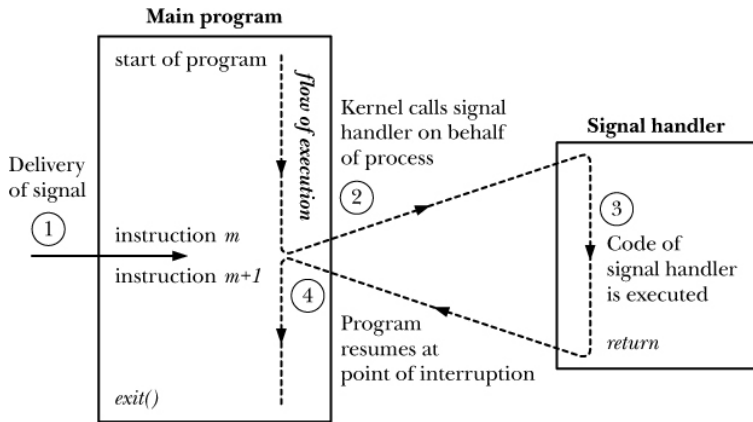 Main program
start of program
flow of execution
Kernel calls signal
handler on behalf
of process
2
Signal handler
Delivery
of signal
1
instruction m
instruction m+1
3
Code of
signal handler
is executed
4
Program
resumes at
point of interruption
return
exit()